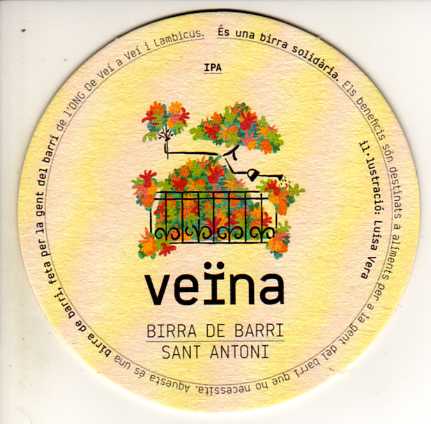 Aquesta és una birra de barri, feta per la gent del barri de l'ONG De Veí a Veí i Lambicus. És una birra solidària. Els beneficis són destinats a aliments per a la gent del barri que ho necessita.
IPA
il·lustració: Luisa Vera
veïna
BIRRA DE BARRI
SANT ANTONI